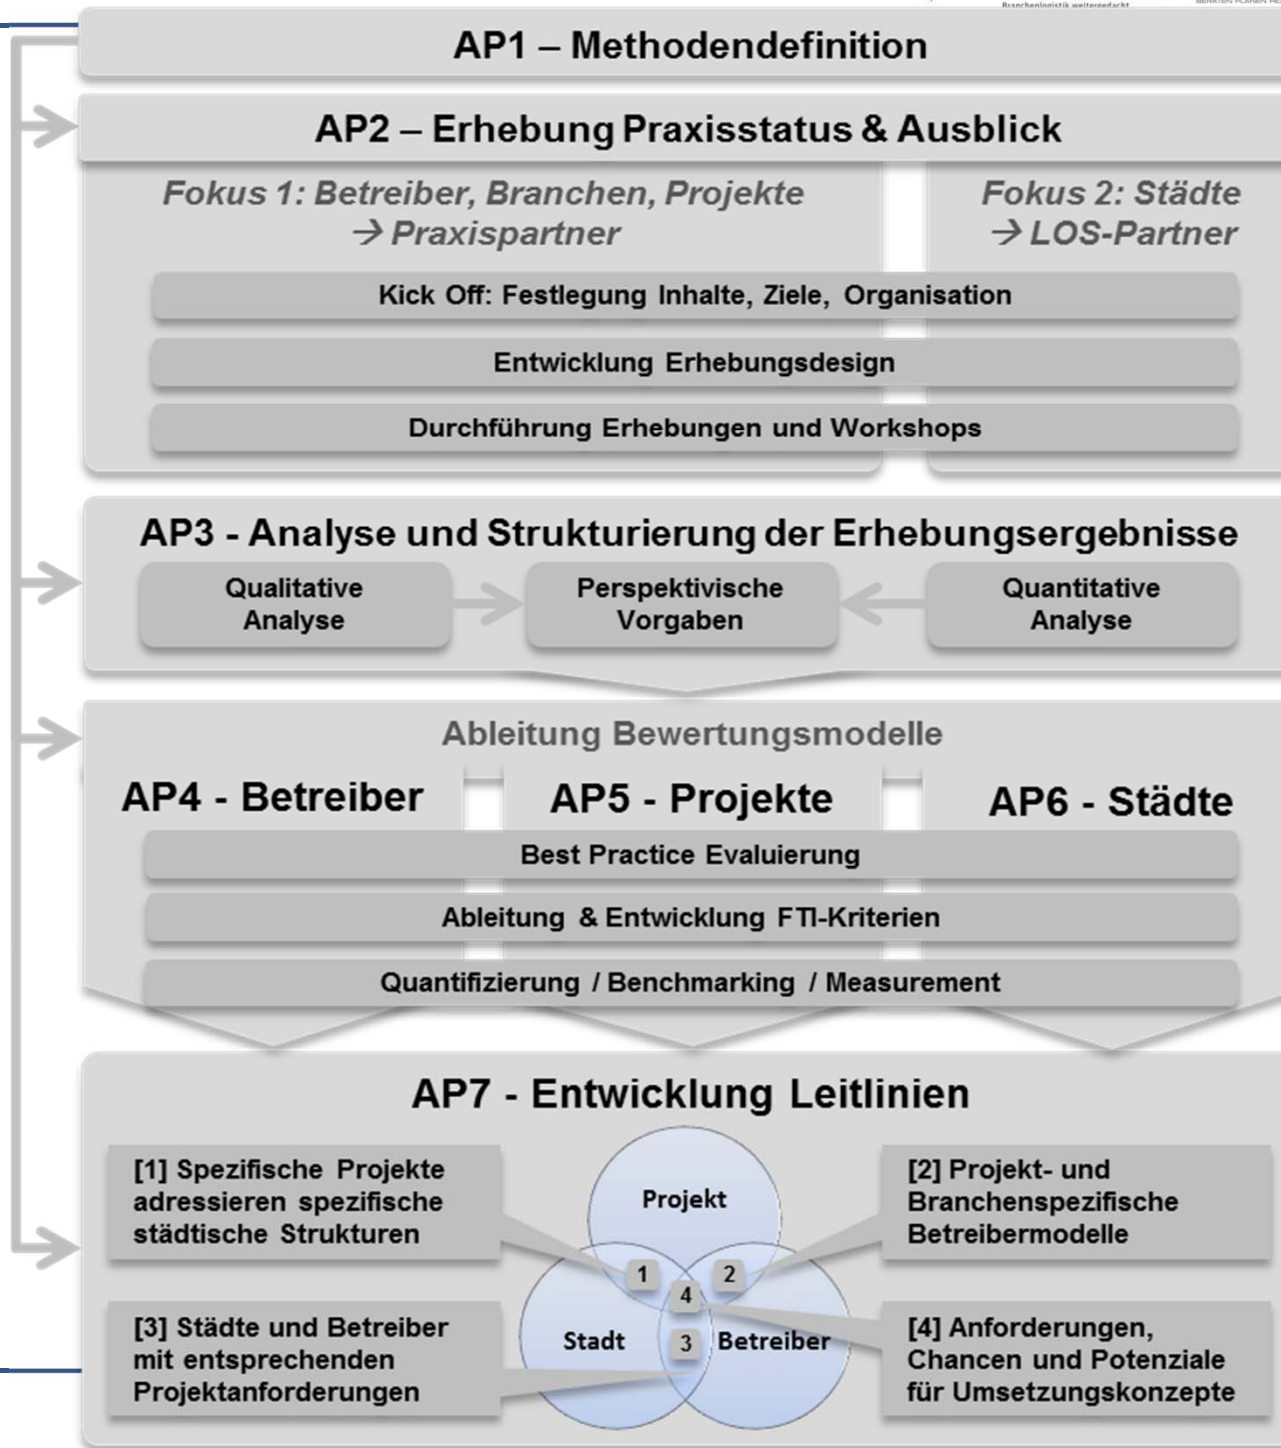 Branchenlogistik weitergedacht
AP1 – Methodendefinition
AP2 – Erhebung Praxisstatus & Ausblick
Fokus 1: Betreiber, Branchen, Projekte
→ Praxispartner
Fokus 2: Städte
→ LOS-Partner
Kick Off: Festlegung Inhalte, Ziele, Organisation
Entwicklung Erhebungsdesign
Durchführung Erhebungen und Workshops
AP3 - Analyse und Strukturierung der Erhebungsergebnisse
Qualitative
Analyse
Perspektivische
Vorgaben
Quantitative
Analyse
Ableitung Bewertungsmodelle
AP4 - Betreiber
AP5 - Projekte
AP6 - Städte
Best Practice Evaluierung
Ableitung & Entwicklung FTI-Kriterien
Quantifizierung / Benchmarking / Measurement
AP7 - Entwicklung Leitlinien
[1] Spezifische Projekte
adressieren spezifische
städtische Strukturen
[2] Projekt- und
Branchenspezifische
Betreibermodelle
Projekt
1
2
4
Stadt
3
Betreiber
[3] Städte und Betreiber
mit entsprechenden
Projektanforderungen
[4] Anforderungen,
Chancen und Potenziale
für Umsetzungskonzepte